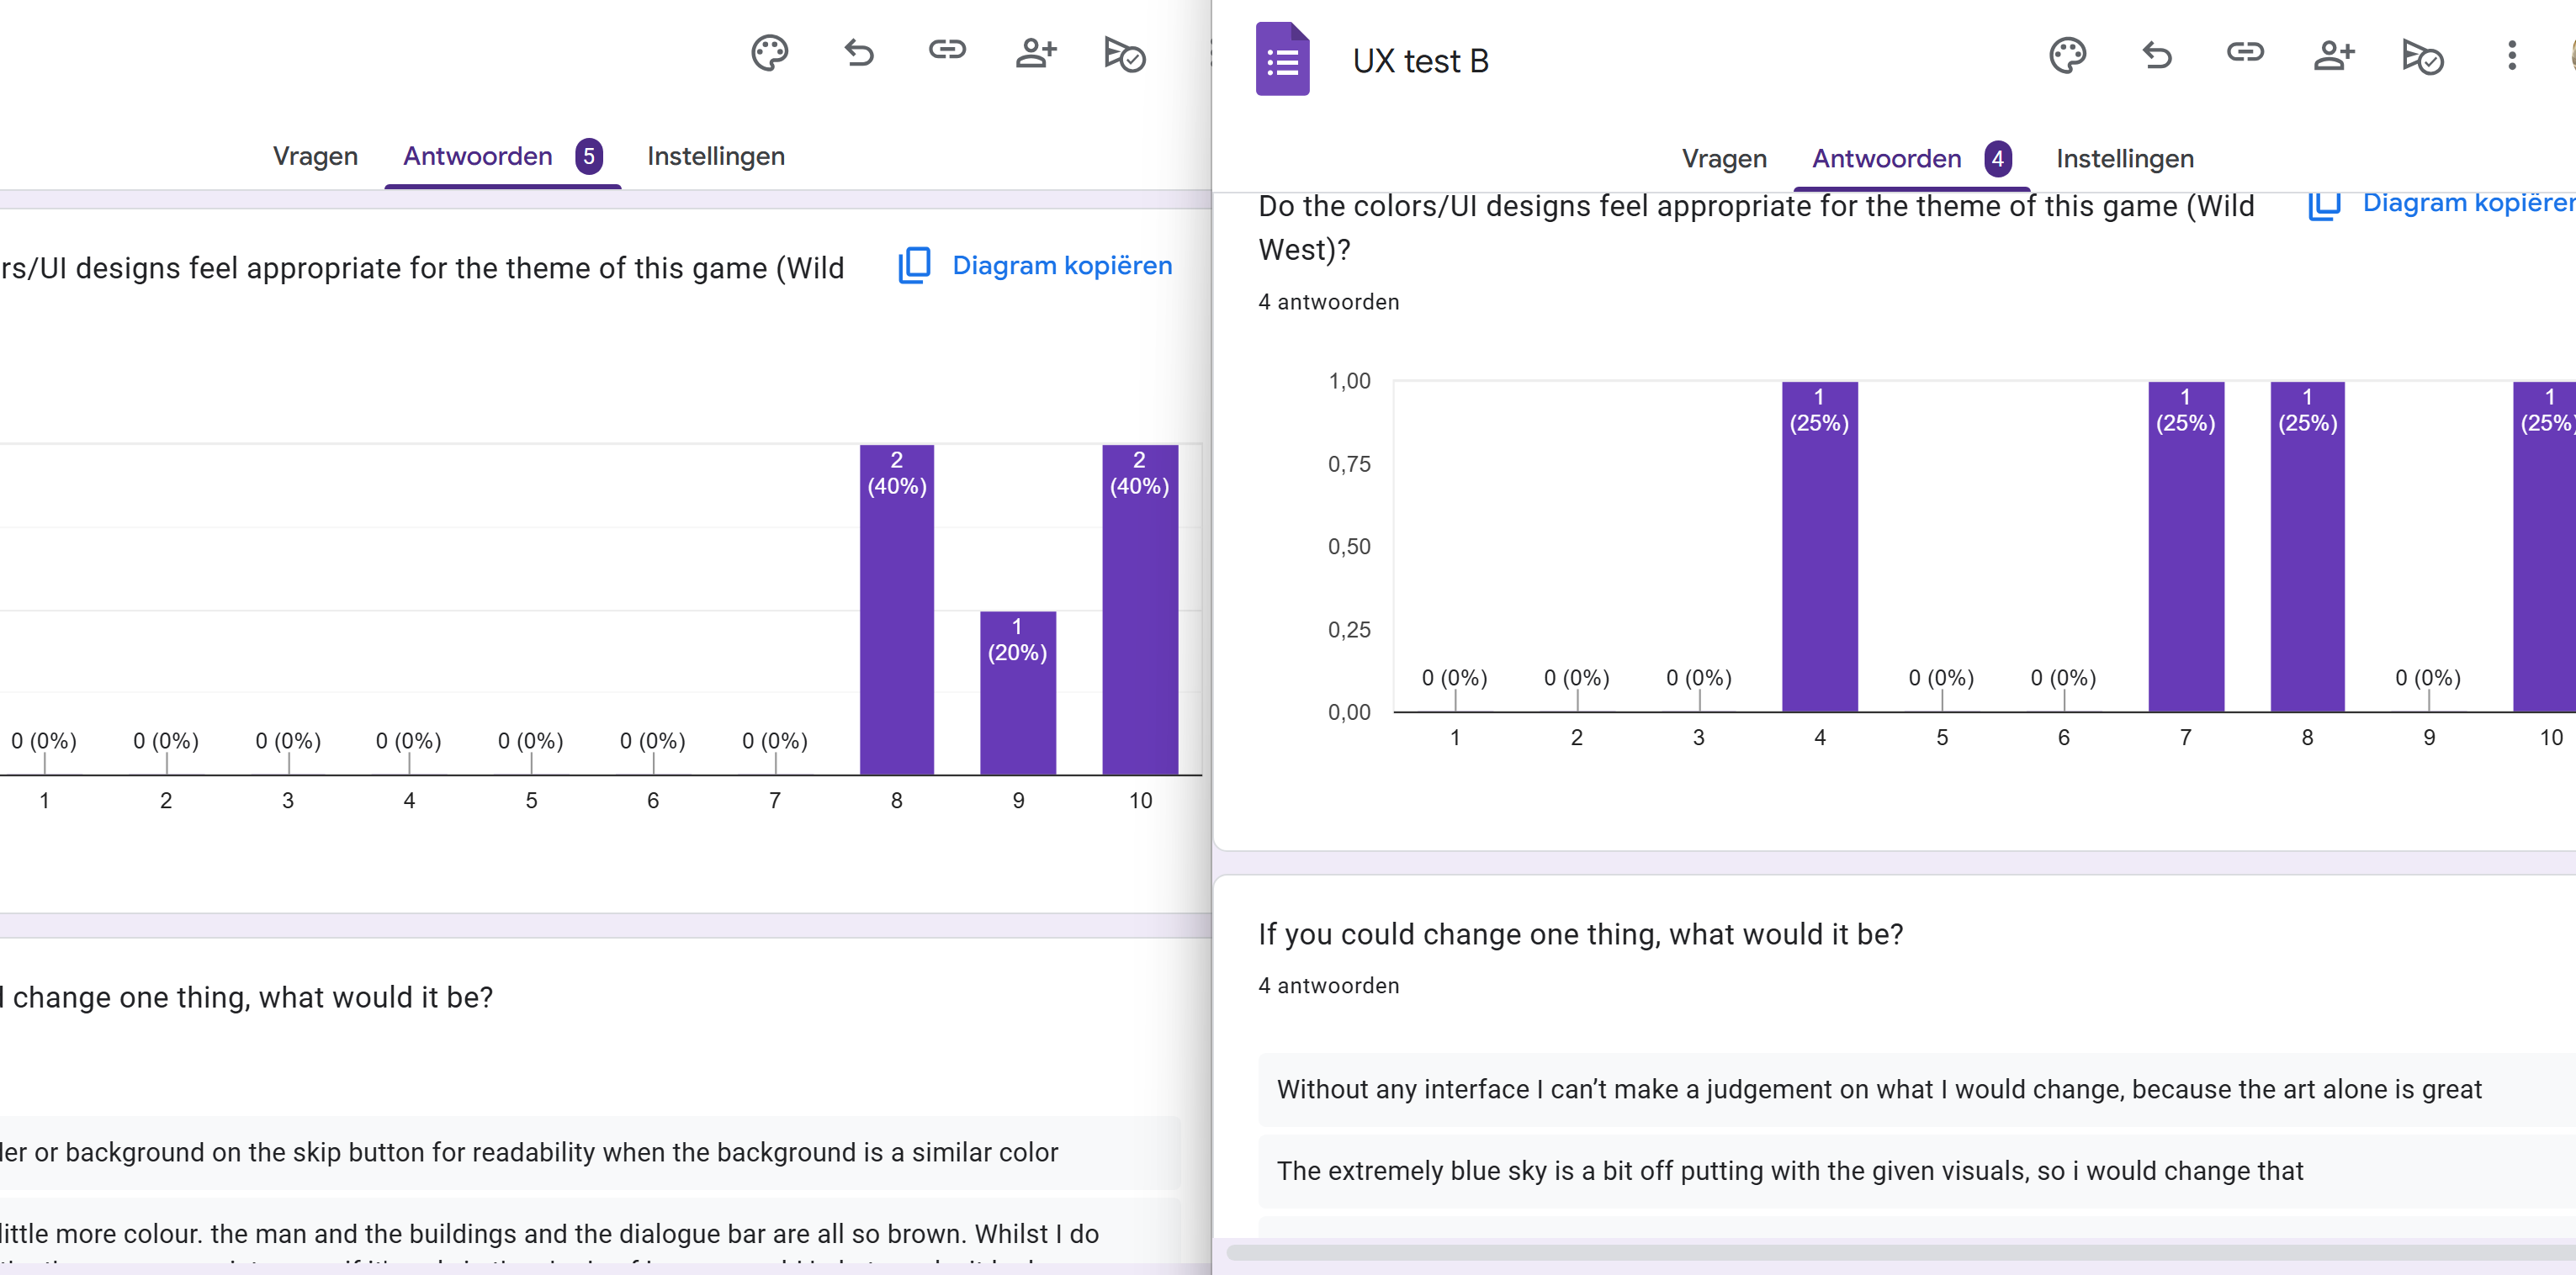 Vragen Antwoorden 5 Instellingen
rs/UI designs feel appropriate for the theme of this game (Wild
Diagram kopiëren
2
(40%)
1
(20%)
2
(40%)
0 (0%) 0 (0%) 0 (0%) 0 (0%) 0 (0%) 0 (0%) 0 (0%)
1 2 3 4 5 6 7 8 9 10
change one thing, what would it be?
er or background on the skip button for readability when the background is a similar color
little more colour. the man and the buildings and the dialogue bar are all so brown. Whilst I do
UX test B
Vragen Antwoorden 4 Instellingen
Do the colors/UI designs feel appropriate for the theme of this game (Wild
West)?
Diagram kopiëren
4 antwoorden
1,00
0,75
0,50
0,25
0,00
1
(25%)
1
(25%)
1
(25%)
1
(25%)
0 (0%) 0 (0%) 0 (0%) 0 (0%) 0 (0%) 0 (0%)
1 2 3 4 5 6 7 8 9 10
If you could change one thing, what would it be?
4 antwoorden
Without any interface I can’t make a judgement on what I would change, because the art alone is great
The extremely blue sky is a bit off putting with the given visuals, so i would change that